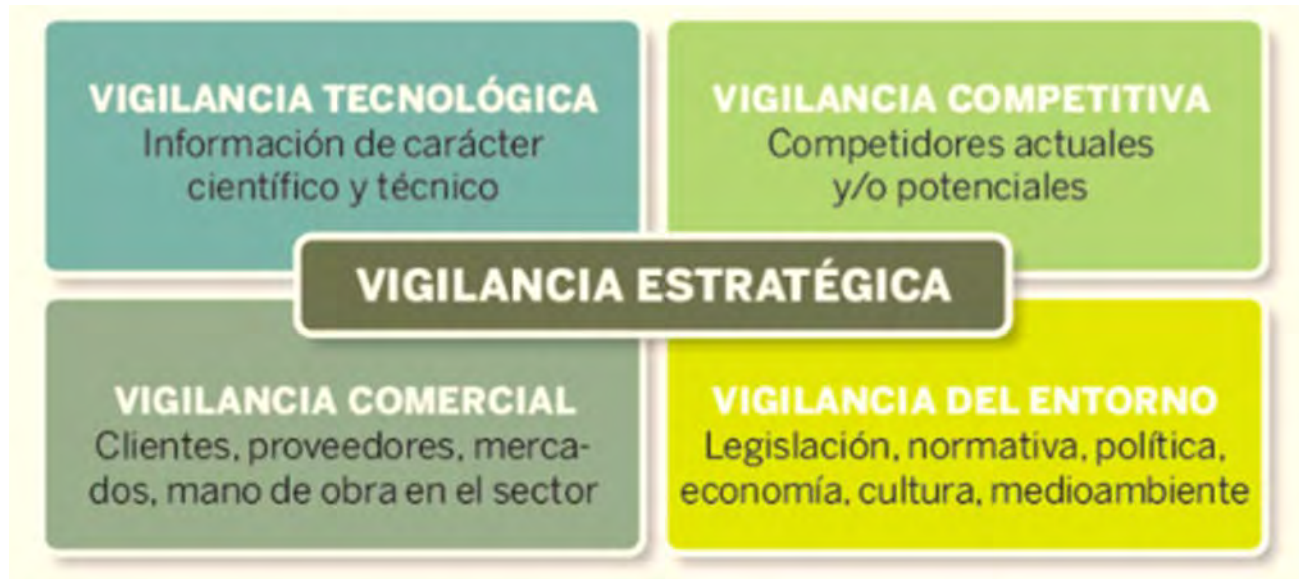 VIGILANCIA TECNOLÓGICA
Información de carácter
científico y técnico
VIGILANCIA COMPETITIVA
Competidores actuales
y/o potenciales
VIGILANCIA ESTRATÉGICA
VIGILANCIA COMERCIAL
Clientes, proveedores, merca-
dos, mano de obra en el sector
VIGILANCIA DEL ENTORNO
Legislación, normativa, política,
economía, cultura, medioambiente